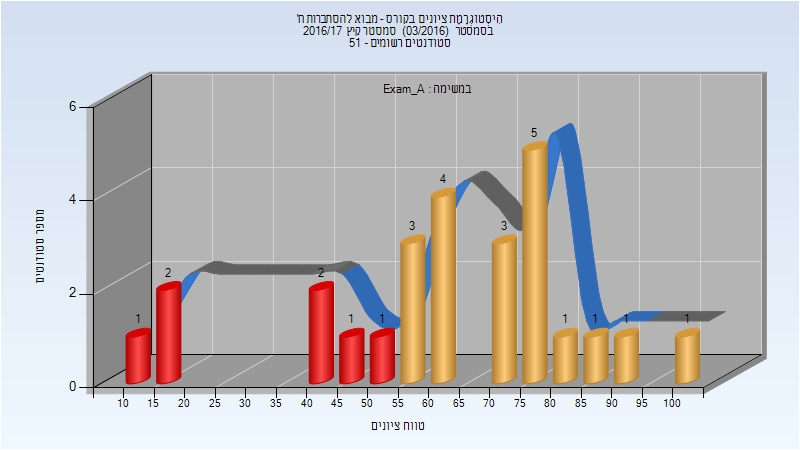 היסטוגרמת ציונים בקורס - מבוא להסתברות ח'
בסמסטר (03/2016) סמסטר קיץ 2016/17
סטודנטים רשומים - 51
במשימה : Exam_A
מספר סטודנטים
6
4
2
0
1
2
2
1
1
3
4
3
5
1
1
1
1
10 15 20 25 30 35 40 45 50 55 60 65 70 75 80 85 90 95 100
טווח ציונים